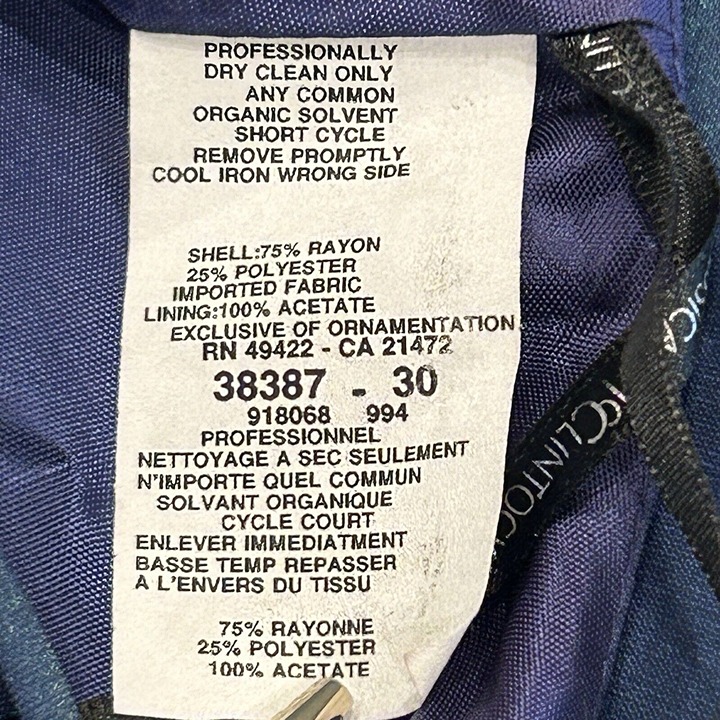 PROFESSIONALLY
DRY CLEAN ONLY
ANY COMMON
ORGANIC SOLVENT
SHORT CYCLE
REMOVE PROMPTLY
COOL IRON WRONG SIDE
SHELL:75% RAYON
25% POLYESTER
IMPORTED FABRIC
LINING:100% ACETATE
EXCLUSIVE OF ORNAMENTATION
RN 49422 - CA 21472
38387 - 30
918068 994
PROFESSIONNEL
NETTOYAGE A SEC SEULEMENT
N'IMPORTE QUEL COMMUN
SOLVANT ORGANIQUE
CYCLE COURT
ENLEVER IMMEDIATMENT
BASSE TEMP REPASSER
A L'ENVERS DU TISSU
75% RAYONNE
25% POLYESTER
100% ACETATE
McCLINTOCK